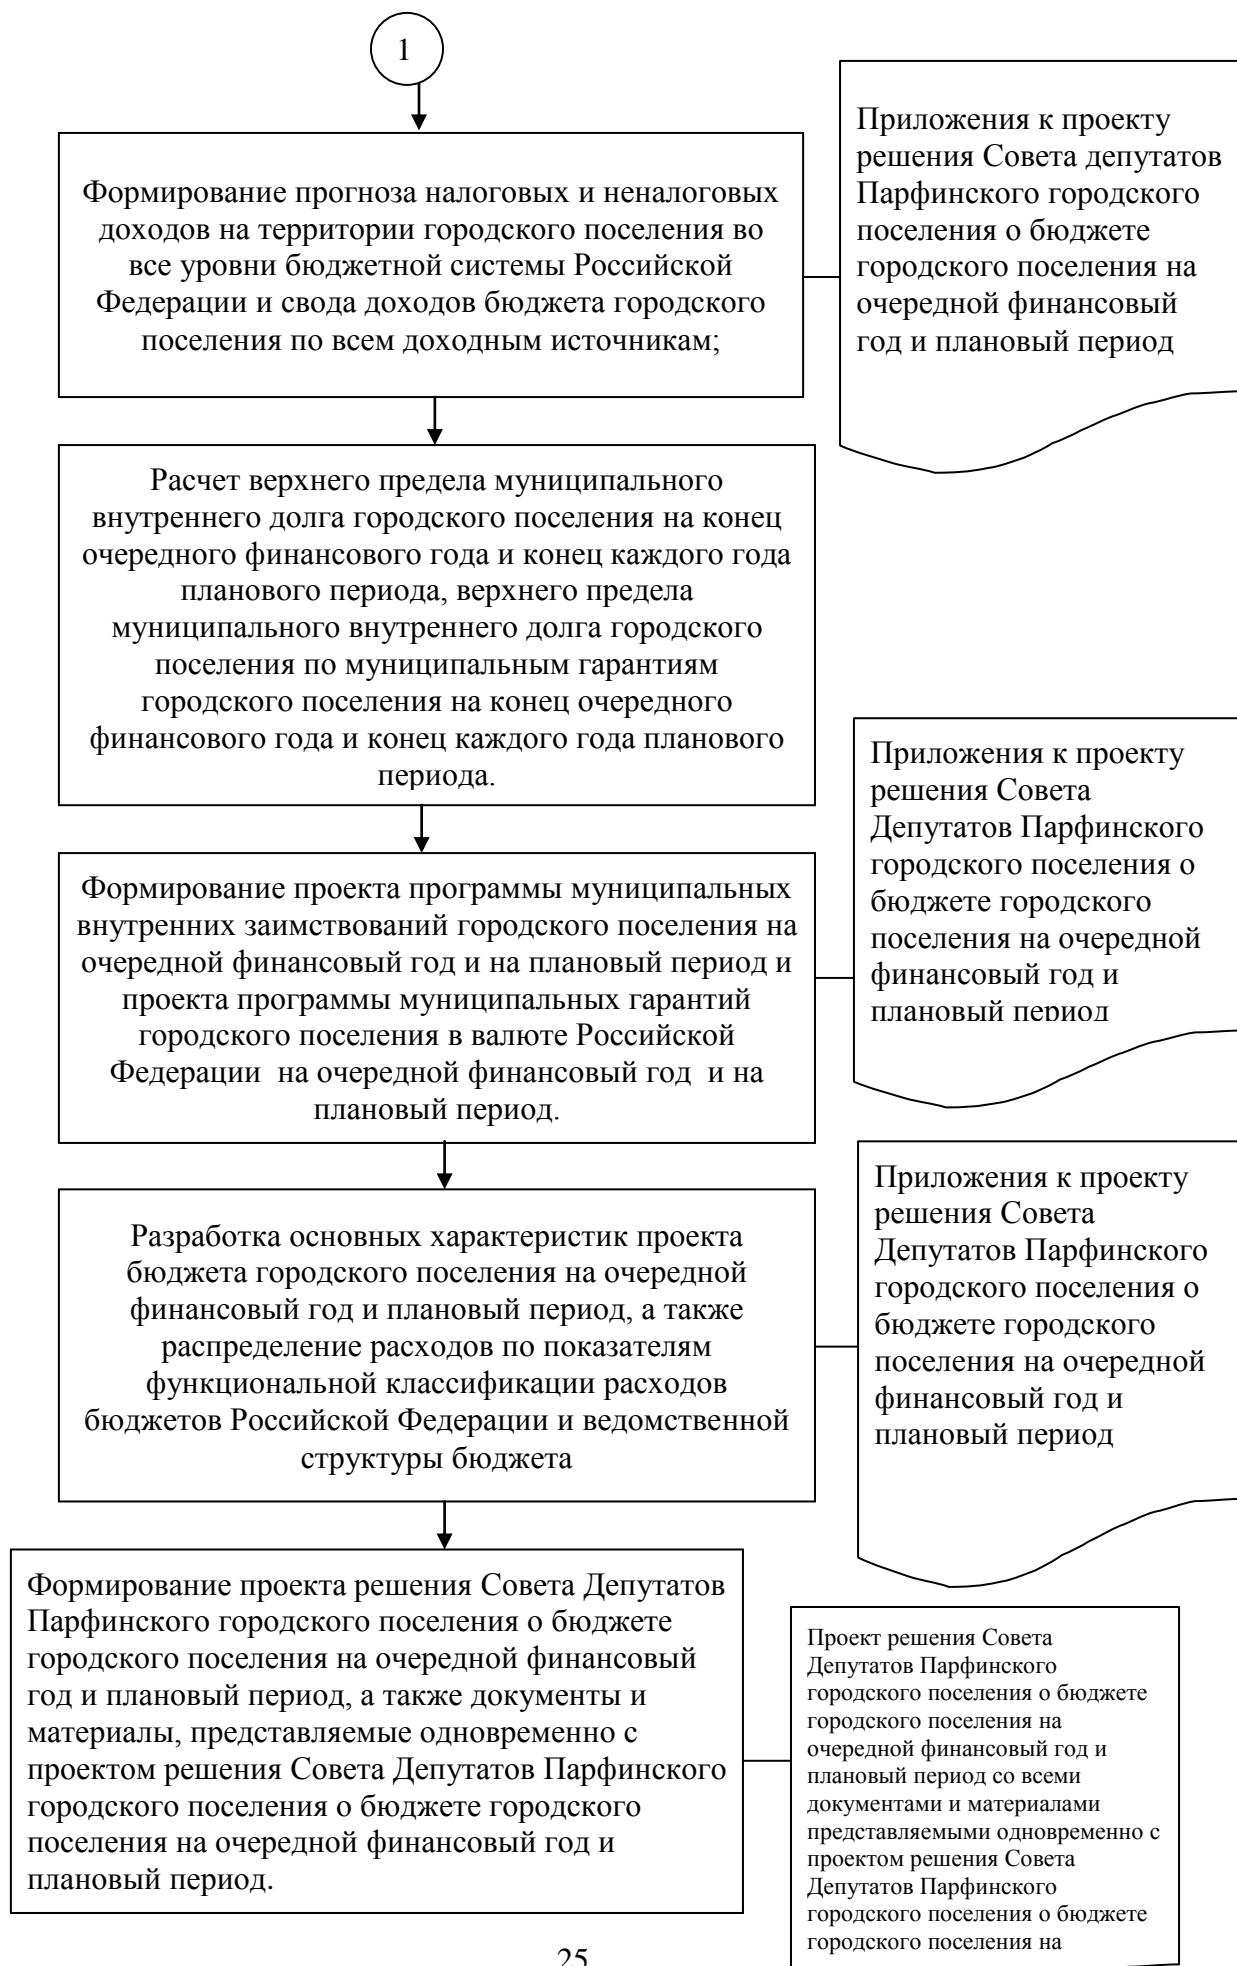 1
Формирование прогноза налоговых и неналоговых
доходов на территории городского поселения во
все уровни бюджетной системы Российской
Федерации и свода доходов бюджета городского
поселения по всем доходным источникам;
Приложения к проекту
решения Совета депутатов
Парфинского городского
поселения о бюджете
городского поселения на
очередной финансовый
год и плановый период
Расчет верхнего предела муниципального
внутреннего долга городского поселения на конец
очередного финансового года и конец каждого года
планового периода, верхнего предела
муниципального внутреннего долга городского
поселения по муниципальным гарантиям
городского поселения на конец очередного
финансового года и конец каждого года планового
периода.
Формирование проекта программы муниципальных
внутренних заимствований городского поселения на
очередной финансовый год и на плановый период и
проекта программы муниципальных гарантий
городского поселения в валюте Российской
Федерации  на очередной финансовый год  и на
плановый период.
Приложения к проекту
решения Совета
Депутатов Парфинского
городского поселения о
бюджете городского
поселения на очередной
финансовый год и
плановый период
Разработка основных характеристик проекта
бюджета городского поселения на очередной
финансовый год и плановый период, а также
распределение расходов по показателям
функциональной классификации расходов
бюджетов Российской Федерации и ведомственной
структуры бюджета
Приложения к проекту
решения Совета
Депутатов Парфинского
городского поселения о
бюджете городского
поселения на очередной
финансовый год и
плановый период
Формирование проекта решения Совета Депутатов
Парфинского городского поселения о бюджете
городского поселения на очередной финансовый
год и плановый период, а также документы и
материалы, представляемые одновременно с
проектом решения Совета Депутатов Парфинского
городского поселения о бюджете городского
поселения на очередной финансовый год и
плановый период.
Проект решения Совета
Депутатов Парфинского
городского поселения о бюджете
городского поселения на
очередной финансовый год и
плановый период со всеми
документами и материалами
представляемыми одновременно с
проектом решения Совета
Депутатов Парфинского
городского поселения о бюджете
городского поселения на
25